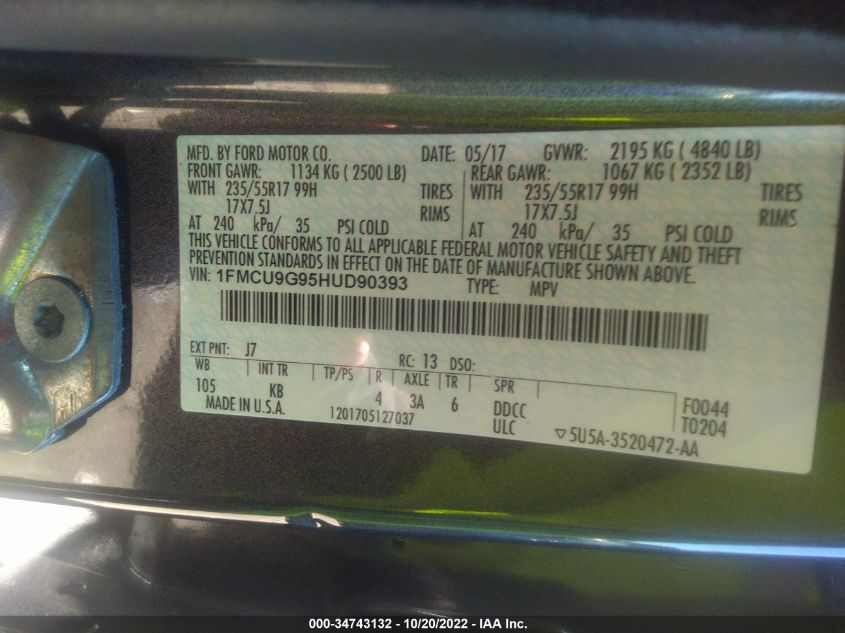 MFD. BY FORD MOTOR CO. DATE: 05/17 GVWR: 2195 KG ( 4840 LB)
FRONT GAWR: 1134 KG ( 2500 LB) REAR GAWR: 1067 KG ( 2352 LB)
WITH 235/55R17 99H TIRES WITH 235/55R17 99H TIRES
17X7.5J RIMS 17X7.5J RIMS
AT 240 kPa/ 35 PSI COLD AT 240 kPa/ 35 PSI COLD
THIS VEHICLE CONFORMS TO ALL APPLICABLE FEDERAL MOTOR VEHICLE SAFETY AND THEFT
PREVENTION STANDARDS IN EFFECT ON THE DATE OF MANUFACTURE SHOWN ABOVE.
VIN: 1FMCU9G95HUD90393 TYPE: MPV
EXT PNT: J7 RC: 13 DSO:
WB INT TR TP/PS R AXLE TR SPR
105 KB 4 3A 6 DDCC F0044
MADE IN U.S.A. 1201705127037 ULC ▽5U5A-3520472-AA T0204
000-34743132 - 10/20/2022 - IAA Inc.